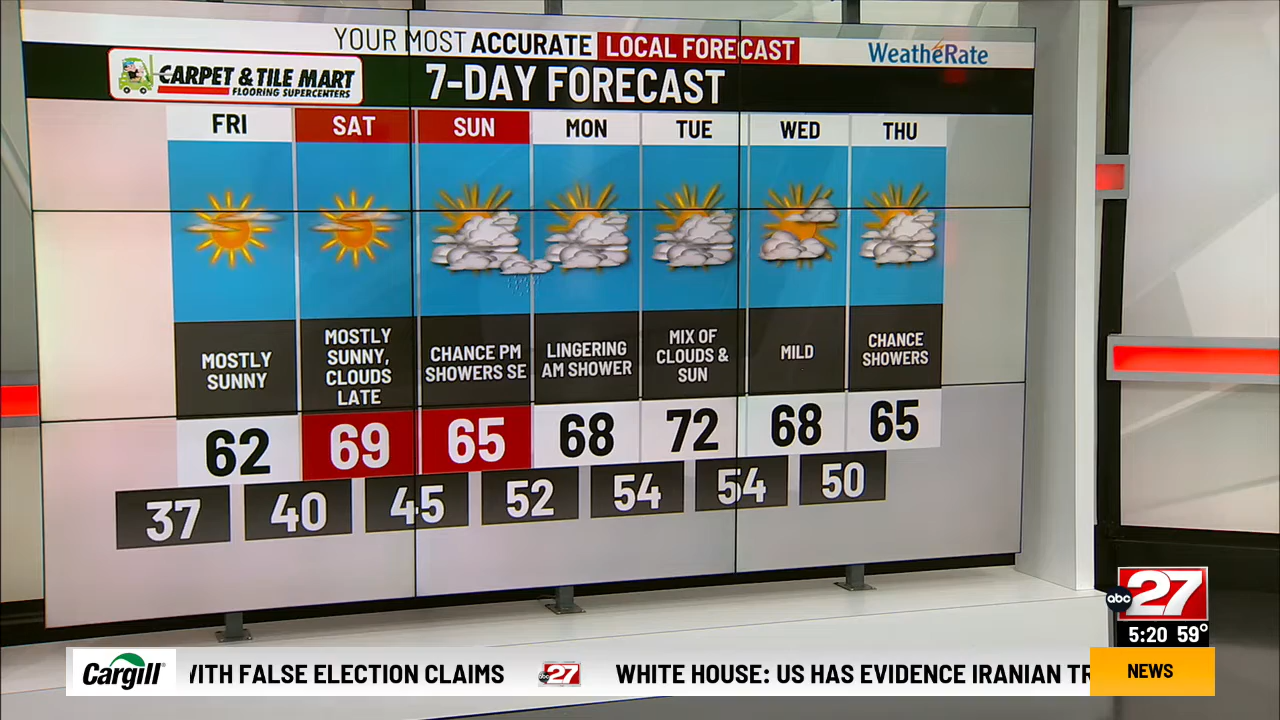 YOUR MOST ACCURATE LOCAL FORECAST
WeatheRate
CARPET & TILE MART
FLOORING SUPERCENTERS
7-DAY FORECAST
FRI SAT SUN MON TUE WED THU
MOSTLY
SUNNY
MOSTLY
SUNNY,
CLOUDS
LATE
CHANCE PM
SHOWERS SE
LINGERING
AM SHOWER
MIX OF
CLOUDS &
SUN
MILD
CHANCE
SHOWERS
62 69 65 68 72 68 65
37 40 45 52 54 54 50
abc 27
5:20 59°
Cargill
WITH FALSE ELECTION CLAIMS abc 27 WHITE HOUSE: US HAS EVIDENCE IRANIAN TR
NEWS